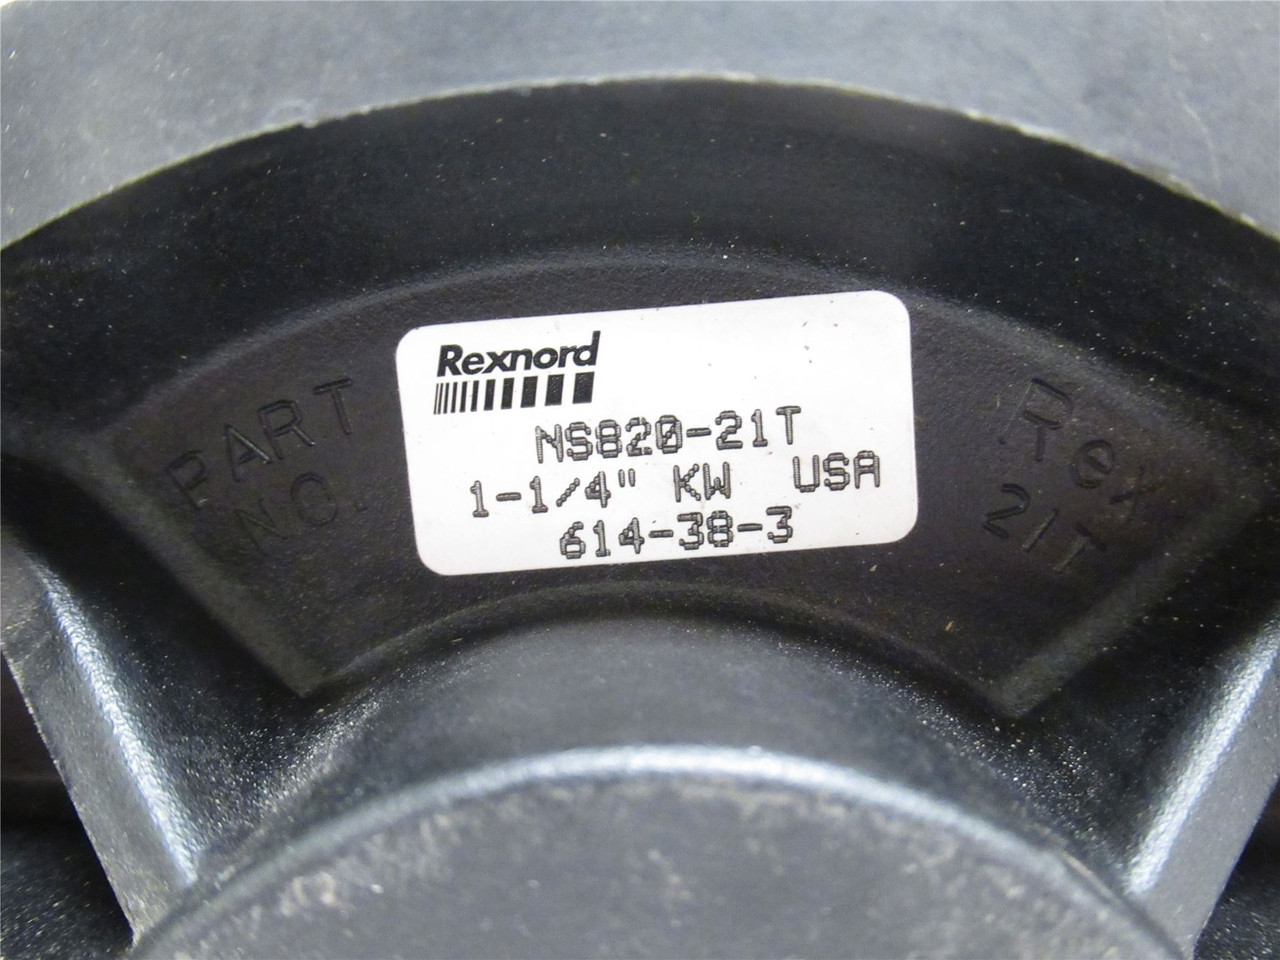 PART
NO.
Rexnord
NS820-21T
1-1/4" KW USA
614-38-3
Rex
21T